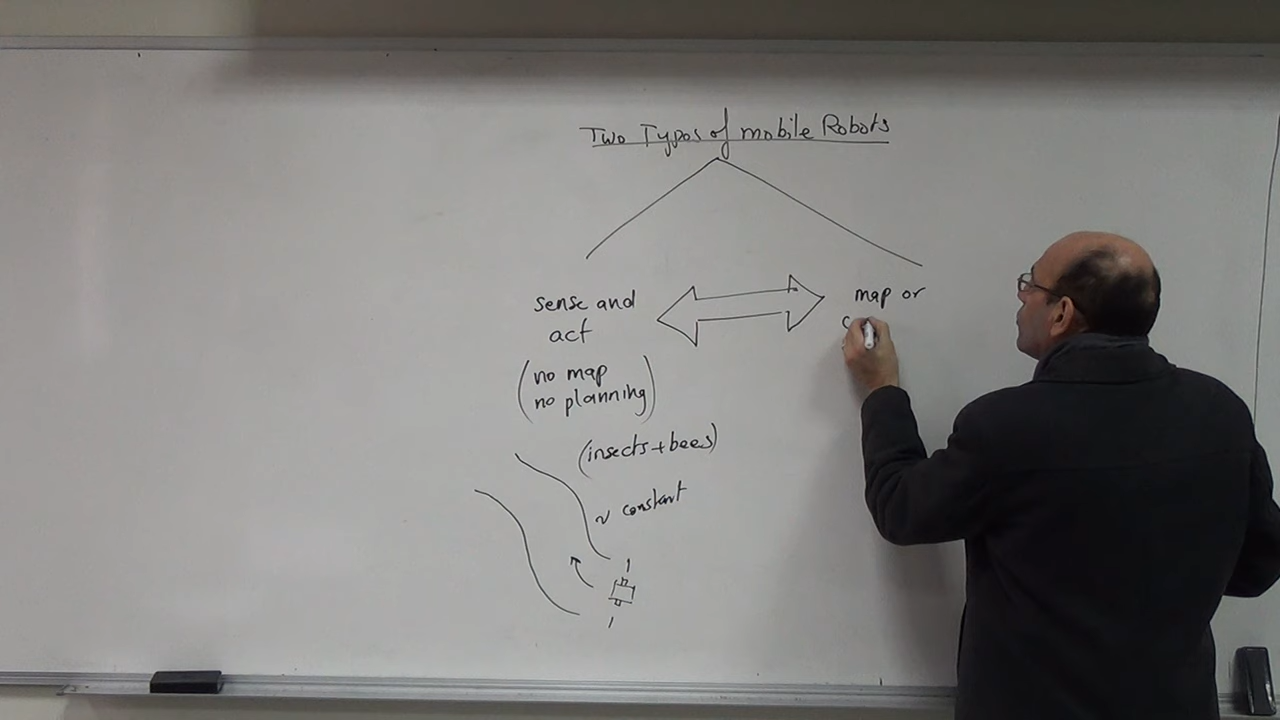 Two Types of mobile Robots
sense and
act
(no map
no planning)
(insects+bees)
v constant
map or